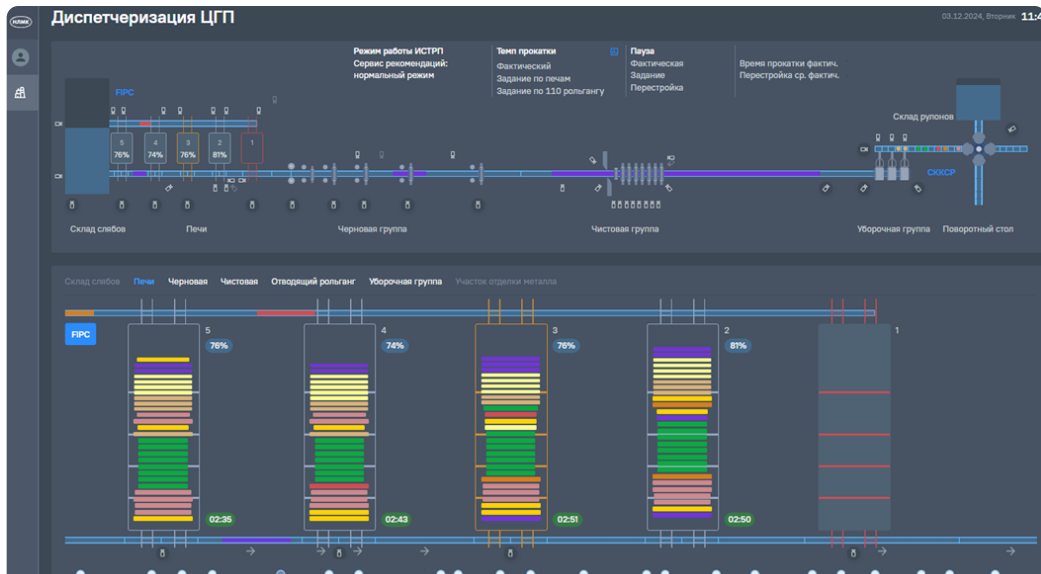 НЛМК
Диспетчеризация ЦГП
03.12.2024, Вторник 11:4
Режим работы ИСТРП
Сервис рекомендаций:
нормальный режим
Темп прокатки
Фактический
Задание по печам
Задание по 110 рольгангу
Пауза
Фактическая
Задание
Перестройка
Время прокатки фактич.
Перестройка ср. фактич.
FIPC
Склад рулонов
5 4 3 2 1
76% 74% 76% 81%
СККСР
Склад слябов
Печи
Черновая группа
Чистовая группа
Уборочная группа
Поворотный стол
Склад слябов Печи Черновая Чистовая Отводящий рольганг Уборочная группа Участок отделки металла
FIPC
5 4 3 2 1
76% 74% 76% 81%
02:35 02:43 02:51 02:50